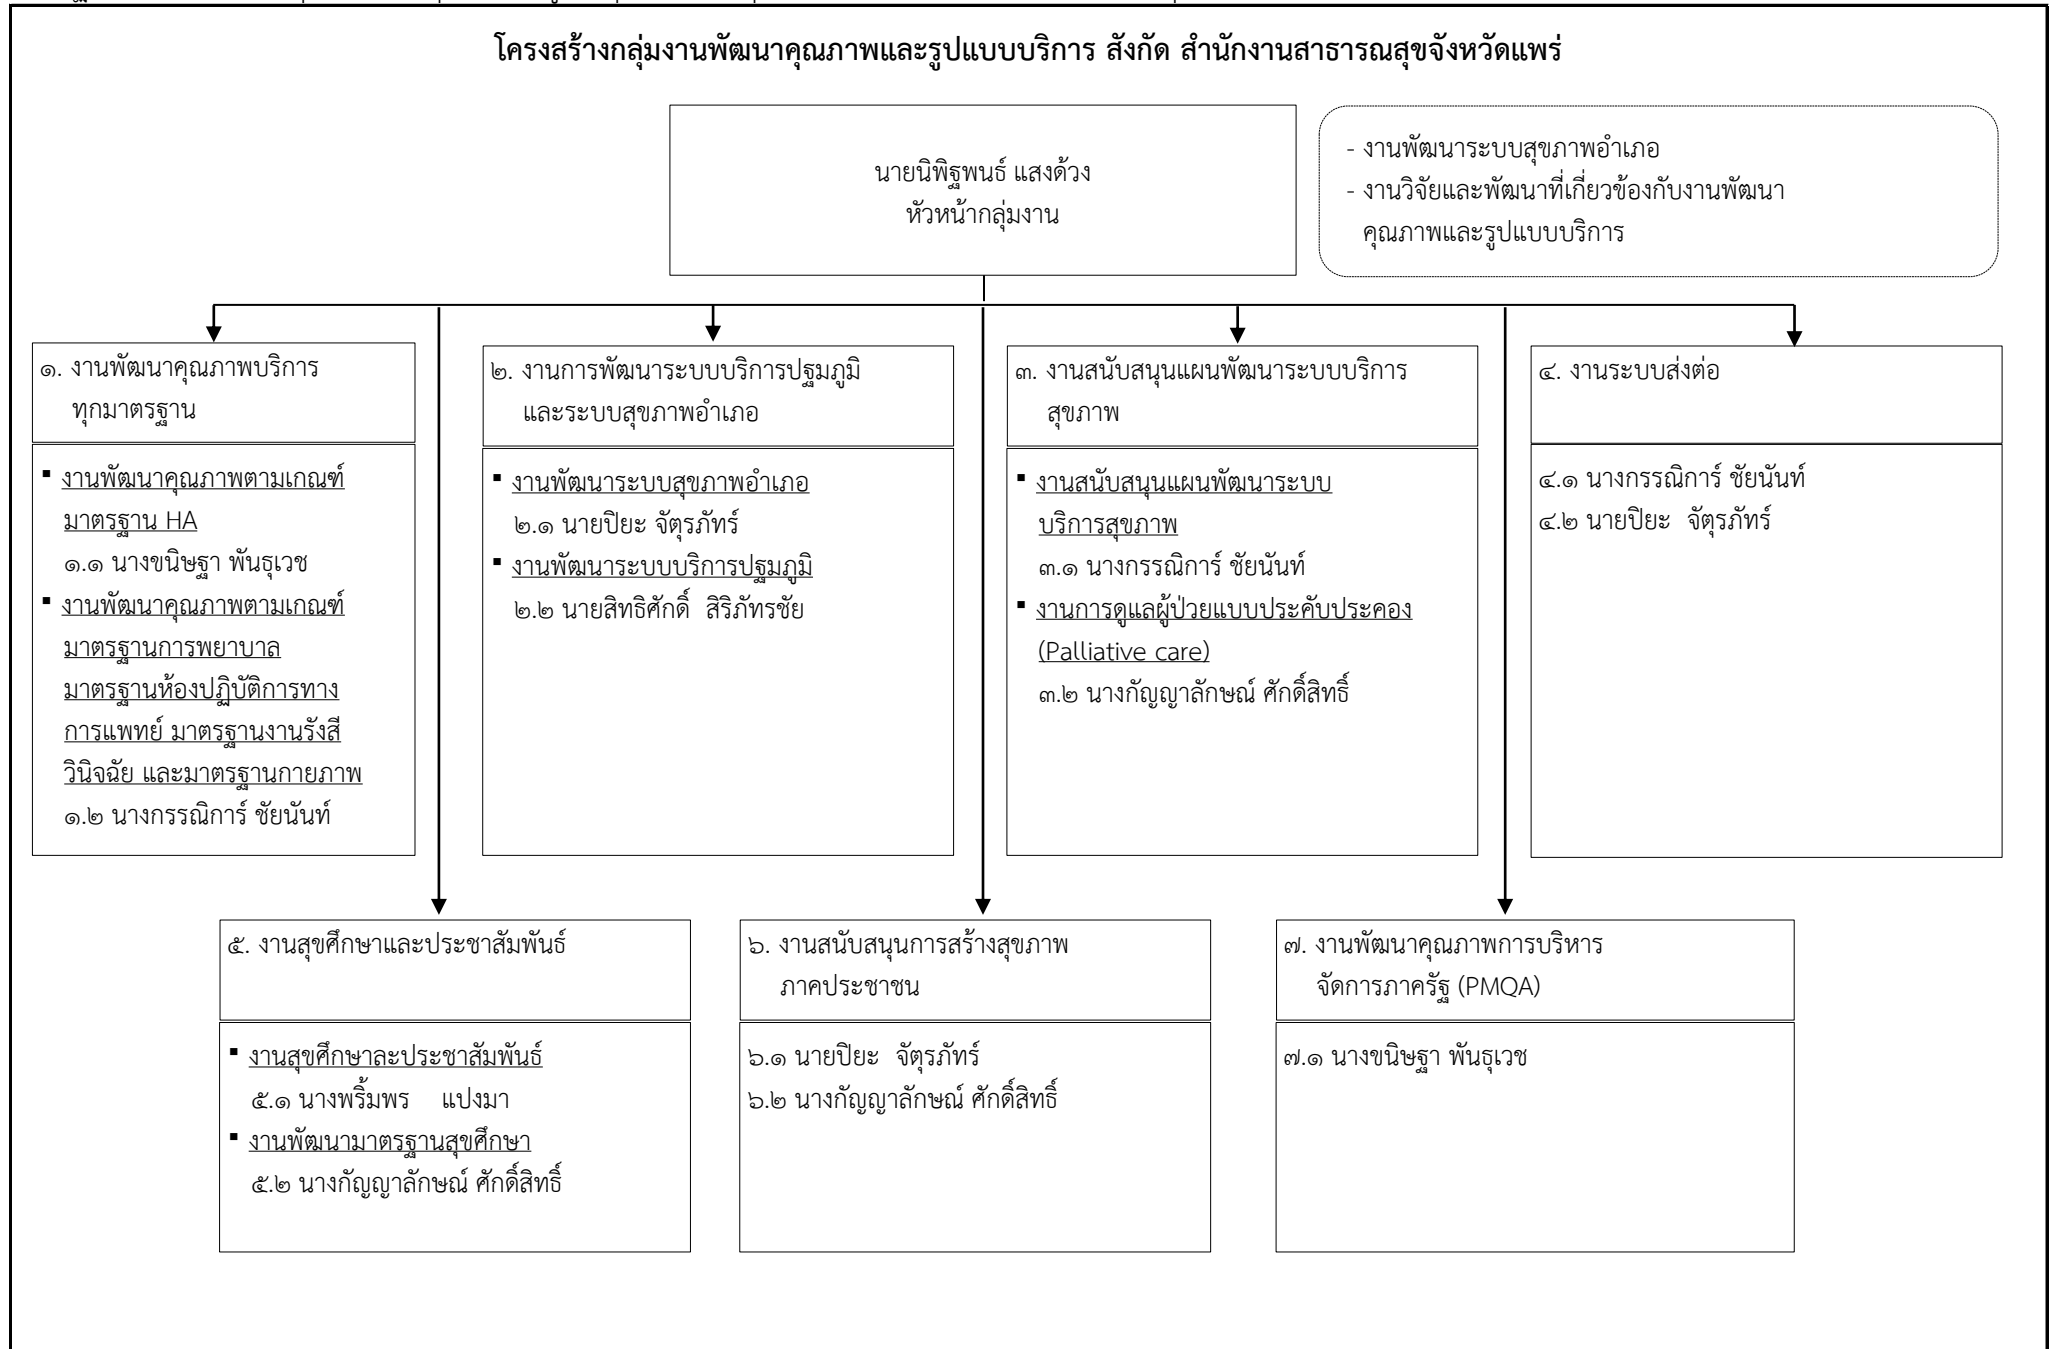 โครงสร้างกลุ่มงานพัฒนาคุณภาพและรูปแบบบริการ สังกัด สำนักงานสาธารณสุขจังหวัดแพร่
นายนิพิฐพนธ์ แสงด้วง
หัวหน้ากลุ่มงาน
- งานพัฒนาระบบสุขภาพอำเภอ
- งานวิจัยและพัฒนาที่เกี่ยวข้องกับงานพัฒนา
คุณภาพและรูปแบบบริการ
๑. งานพัฒนาคุณภาพบริการ
ทุกมาตรฐาน
▪ งานพัฒนาคุณภาพตามเกณฑ์
มาตรฐาน HA
๑.๑ นางขนิษฐา พันธุเวช
▪ งานพัฒนาคุณภาพตามเกณฑ์
มาตรฐานการพยาบาล
มาตรฐานห้องปฏิบัติการทาง
การแพทย์ มาตรฐานงานรังสี
วินิจฉัย และมาตรฐานกายภาพ
๑.๒ นางกรรณิการ์ ชัยนันท์
๒. งานการพัฒนาระบบบริการปฐมภูมิ
และระบบสุขภาพอำเภอ
▪ งานพัฒนาระบบสุขภาพอำเภอ
๒.๑ นายปิยะ จัตุรภัทร์
▪ งานพัฒนาระบบบริการปฐมภูมิ
๒.๒ นายสิทธิศักดิ์ สิริภัทรชัย
๓. งานสนับสนุนแผนพัฒนาระบบบริการ
สุขภาพ
▪ งานสนับสนุนแผนพัฒนาระบบ
บริการสุขภาพ
๓.๑ นางกรรณิการ์ ชัยนันท์
▪ งานการดูแลผู้ป่วยแบบประคับประคอง
(Palliative care)
๓.๒ นางกัญญาลักษณ์ ศักดิ์สิทธิ์
๔. งานระบบส่งต่อ
๔.๑ นางกรรณิการ์ ชัยนันท์
๔.๒ นายปิยะ จัตุรภัทร์
๕. งานสุขศึกษาและประชาสัมพันธ์
▪ งานสุขศึกษาละประชาสัมพันธ์
๕.๑ นางพริ้มพร แปงมา
▪ งานพัฒนามาตรฐานสุขศึกษา
๕.๒ นางกัญญาลักษณ์ ศักดิ์สิทธิ์
๖. งานสนับสนุนการสร้างสุขภาพ
ภาคประชาชน
๖.๑ นายปิยะ จัตุรภัทร์
๖.๒ นางกัญญาลักษณ์ ศักดิ์สิทธิ์
๗. งานพัฒนาคุณภาพการบริหาร
จัดการภาครัฐ (PMQA)
๗.๑ นางขนิษฐา พันธุเวช